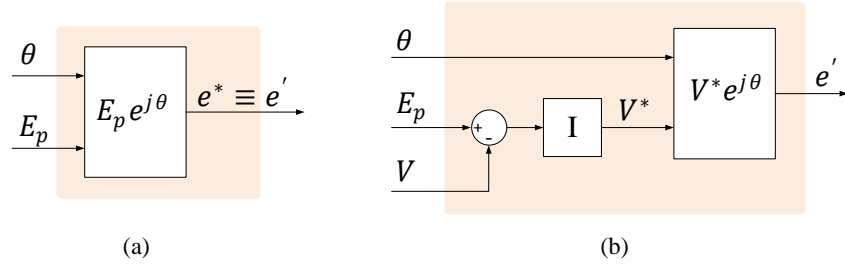 θ
E_p
E_p e^{jθ}
e* ≡ e′
(a)
θ
E_p
V
+
-
I
V*
V* e^{jθ}
e′
(b)